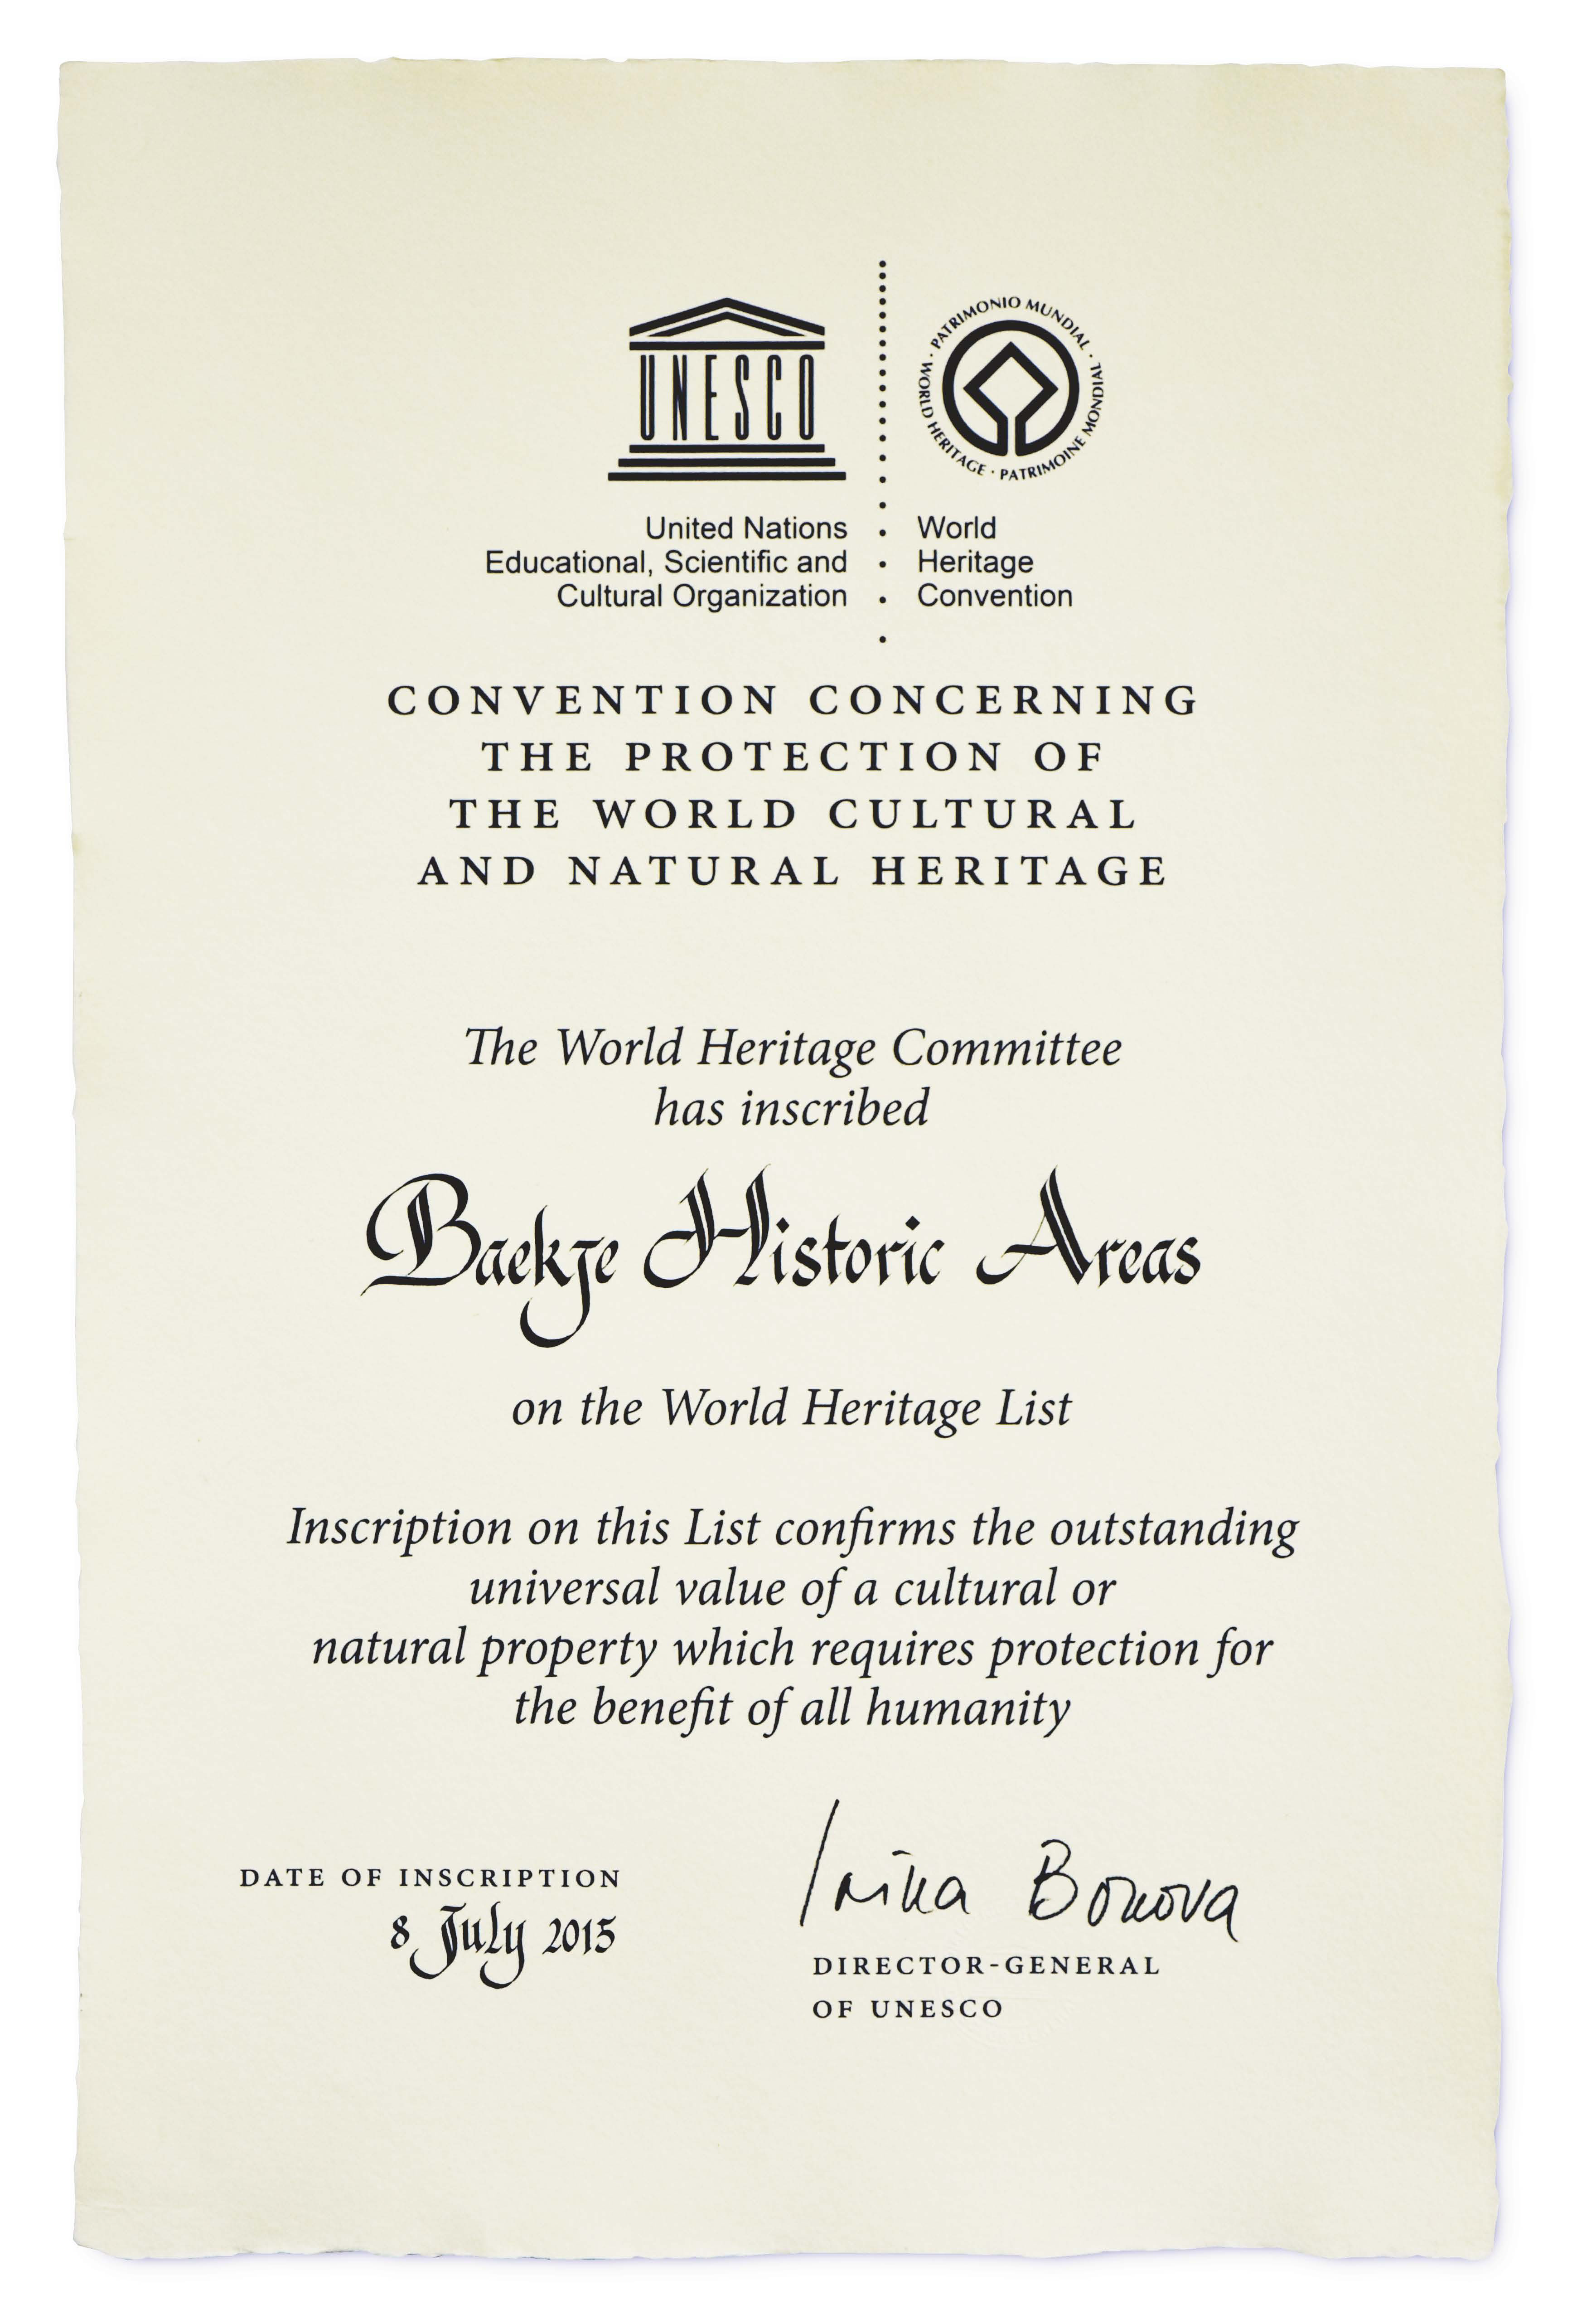 UNESCO
PATRIMONIO MUNDIAL · WORLD HERITAGE · PATRIMOINE MONDIAL ·
United Nations
Educational, Scientific and
Cultural Organization
World
Heritage
Convention
CONVENTION CONCERNING
THE PROTECTION OF
THE WORLD CULTURAL
AND NATURAL HERITAGE
The World Heritage Committee
has inscribed
Baekje Historic Areas
on the World Heritage List
Inscription on this List confirms the outstanding
universal value of a cultural or
natural property which requires protection for
the benefit of all humanity
DATE OF INSCRIPTION
8 July 2015
Irina Bokova
DIRECTOR-GENERAL
OF UNESCO